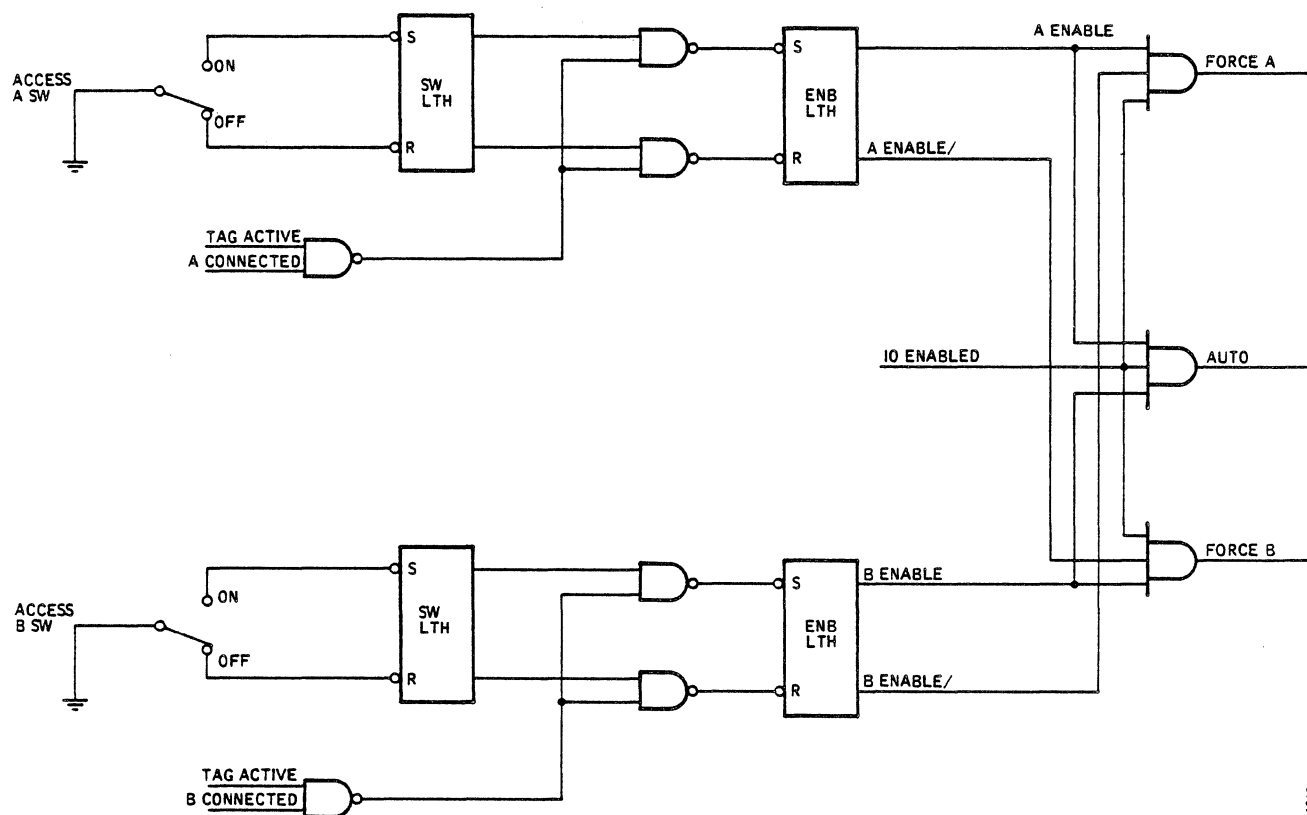 A ENABLE
FORCE A
S
ON
ACCESS
A SW
OFF
SW
LTH
R
S
ENB
LTH
R
A ENABLE/
TAG ACTIVE
A CONNECTED
IO ENABLED
AUTO
FORCE B
S
ON
ACCESS
B SW
OFF
SW
LTH
R
S
ENB
LTH
R
B ENABLE
B ENABLE/
TAG ACTIVE
B CONNECTED